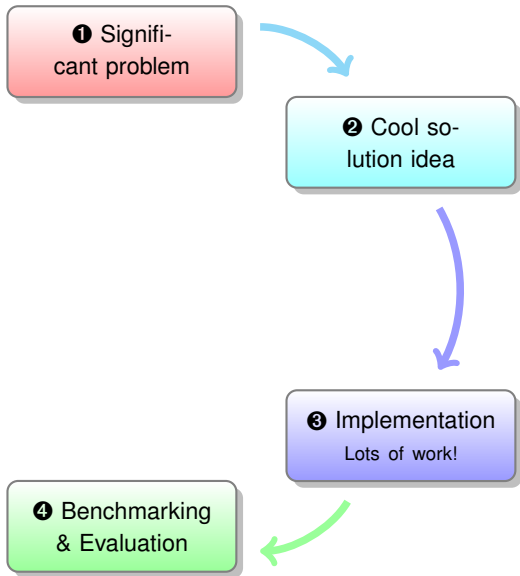 ❶ Signifi-
cant problem
❷ Cool so-
lution idea
❸ Implementation
Lots of work!
❹ Benchmarking
& Evaluation